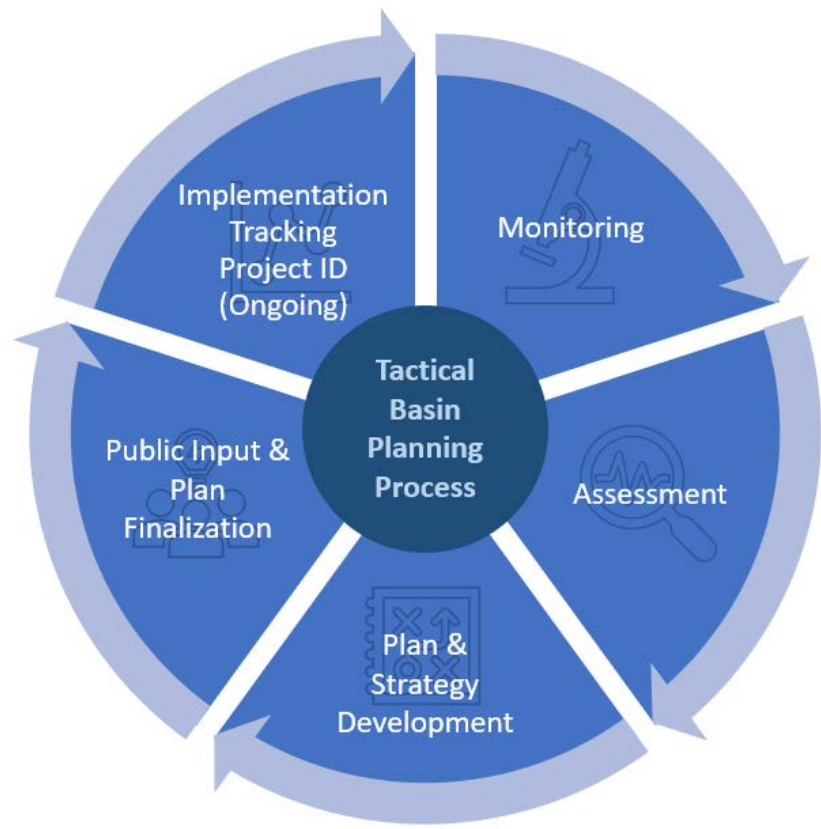 Implementation
Tracking
Project ID
(Ongoing)
Monitoring
Tactical
Basin
Planning
Process
Public Input &
Plan
Finalization
Assessment
Plan &
Strategy
Development